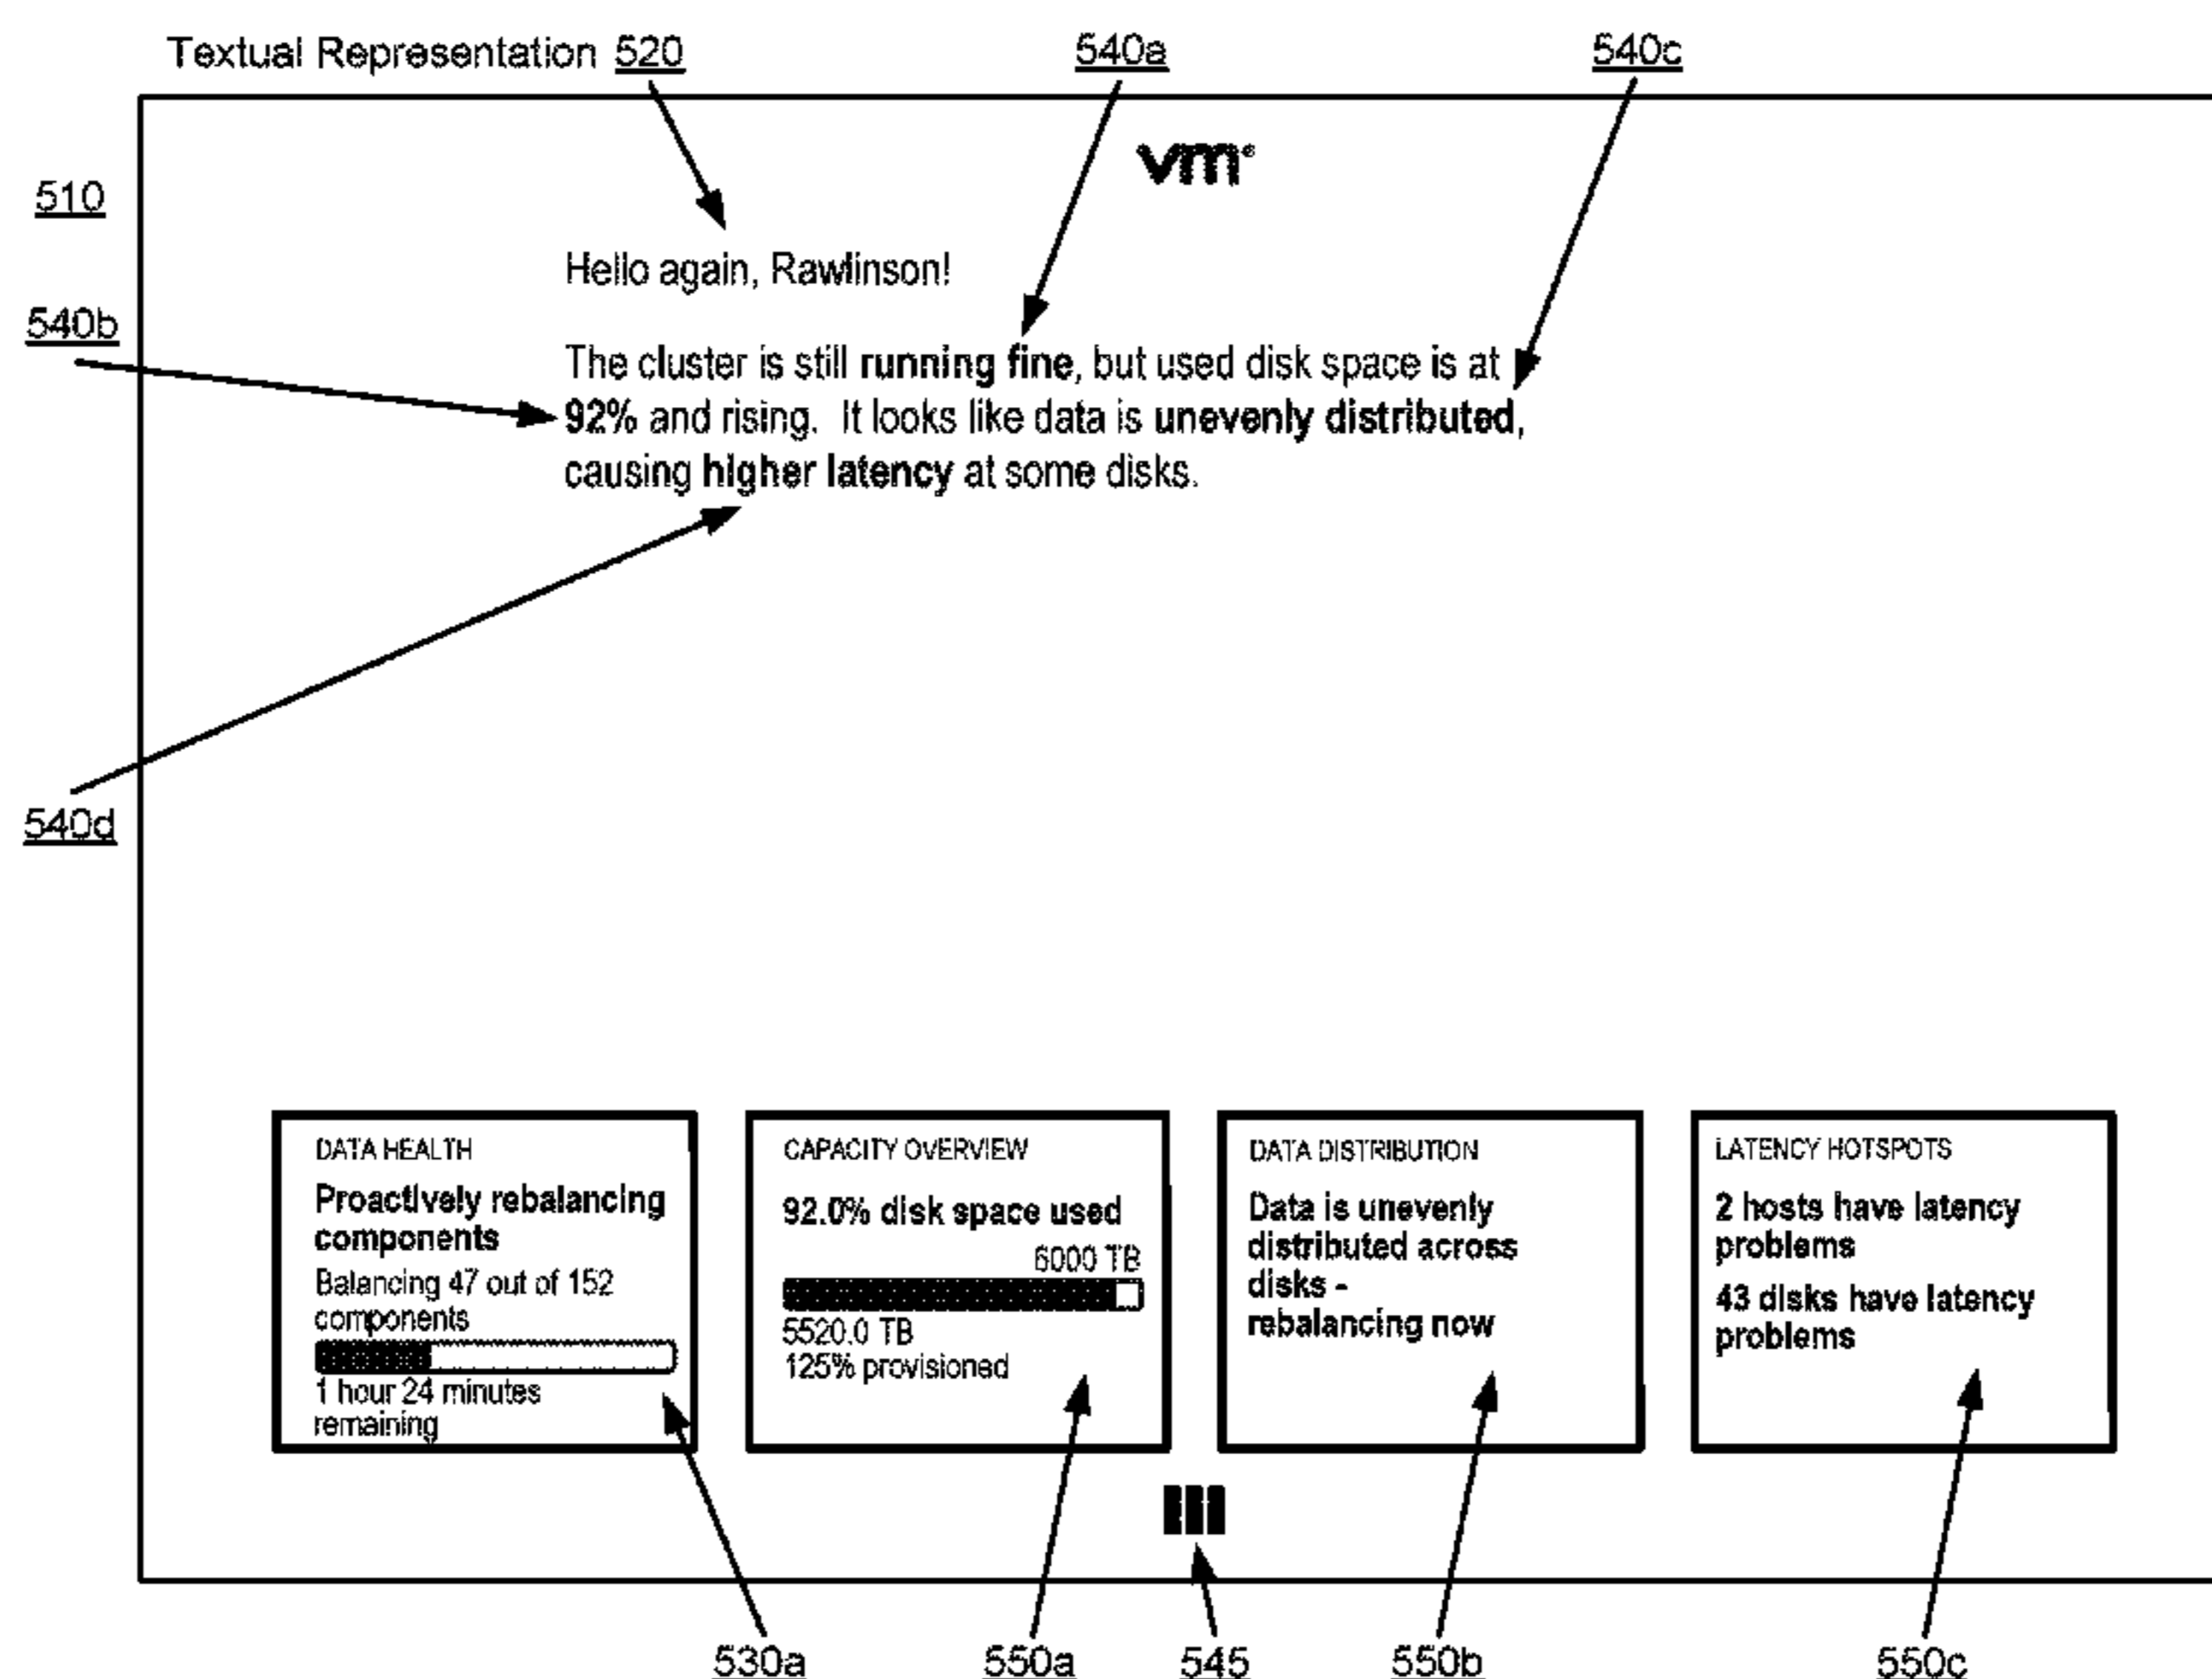 Textual Representation 520
540a
540c
vm
510
Hello again, Rawlinson!
540b
The cluster is still running fine, but used disk space is at
92% and rising. It looks like data is unevenly distributed,
causing higher latency at some disks.
540d
DATA HEALTH
Proactively rebalancing
components
Balancing 47 out of 152
components
1 hour 24 minutes
remaining
CAPACITY OVERVIEW
92.0% disk space used
6000 TB
5520.0 TB
125% provisioned
DATA DISTRIBUTION
Data is unevenly
distributed across
disks -
rebalancing now
LATENCY HOTSPOTS
2 hosts have latency
problems
43 disks have latency
problems
530a
550a
545
550b
550c